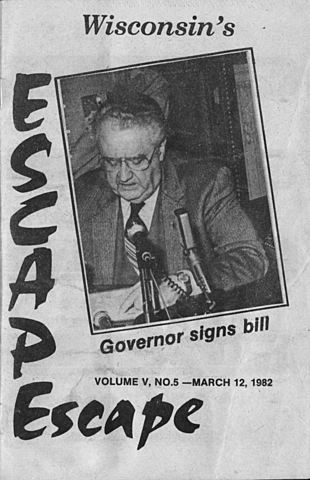 Wisconsin's
ESCAPE
Governor signs bill
VOLUME V, NO.5 —MARCH 12, 1982
Escape